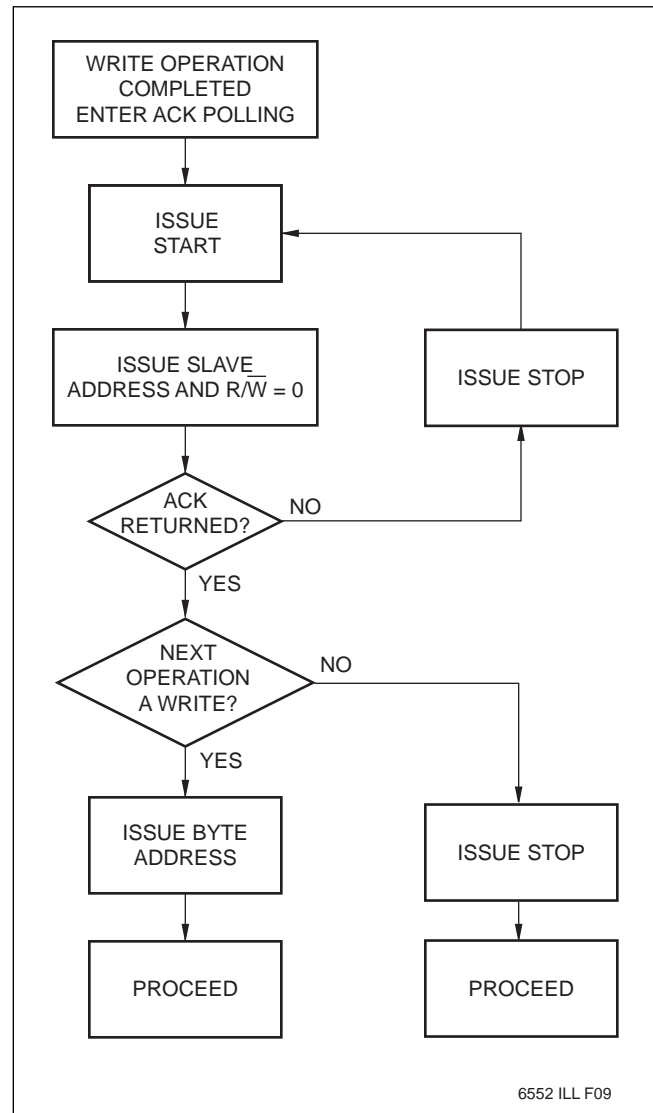 WRITE OPERATION
COMPLETED
ENTER ACK POLLING
ISSUE
START
ISSUE SLAVE
ADDRESS AND R/W̅ = 0
ISSUE STOP
ACK
RETURNED?
NO
YES
NEXT
OPERATION
A WRITE?
NO
YES
ISSUE BYTE
ADDRESS
ISSUE STOP
PROCEED
PROCEED
6552 ILL F09